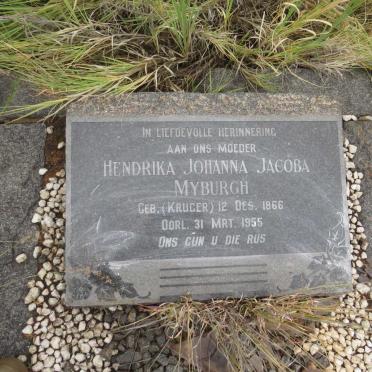 IN LIEFDEVOLLE HERINNERING
AAN ONS MOEDER
HENDRIKA JOHANNA JACOBA
MYBURGH
GEB. (KRUGER) 12 DES. 1866
OORL. 31 MRT. 1955
ONS GUN U DIE RUS